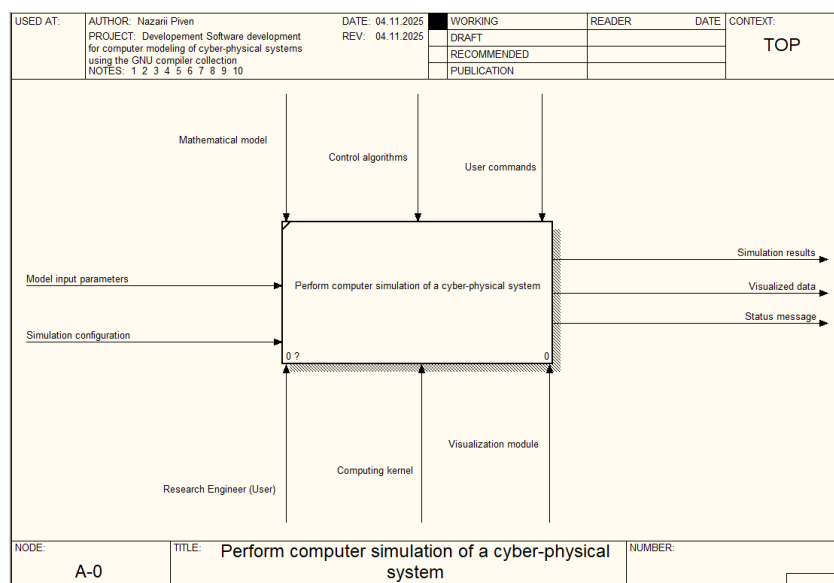 USED AT:
AUTHOR: Nazarii Piven
DATE: 04.11.2025
WORKING
READER
DATE
CONTEXT:
PROJECT: Developement Software development
REV: 04.11.2025
DRAFT
TOP
for computer modeling of cyber-physical systems
RECOMMENDED
using the GNU compiler collection
NOTES: 1 2 3 4 5 6 7 8 9 10
PUBLICATION
Mathematical model
Control algorithms
User commands
Simulation results
Model input parameters
Perform computer simulation of a cyber-physical system
Visualized data
Status message
Simulation configuration
0 ?
0
Visualization module
Computing kernel
Research Engineer (User)
NODE:
TITLE:
Perform computer simulation of a cyber-physical
NUMBER:
A-0
system